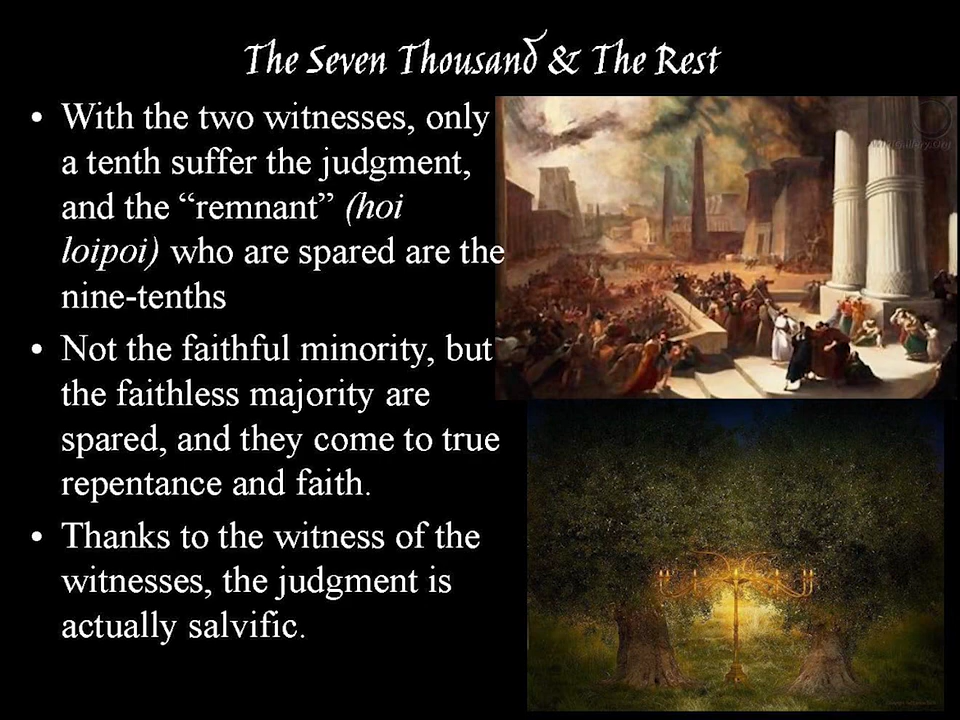 The Seven Thousand & The Rest
• With the two witnesses, only
a tenth suffer the judgment,
and the “remnant” (hoi
loipoi) who are spared are the
nine-tenths
• Not the faithful minority, but
the faithless majority are
spared, and they come to true
repentance and faith.
• Thanks to the witness of the
witnesses, the judgment is
actually salvific.